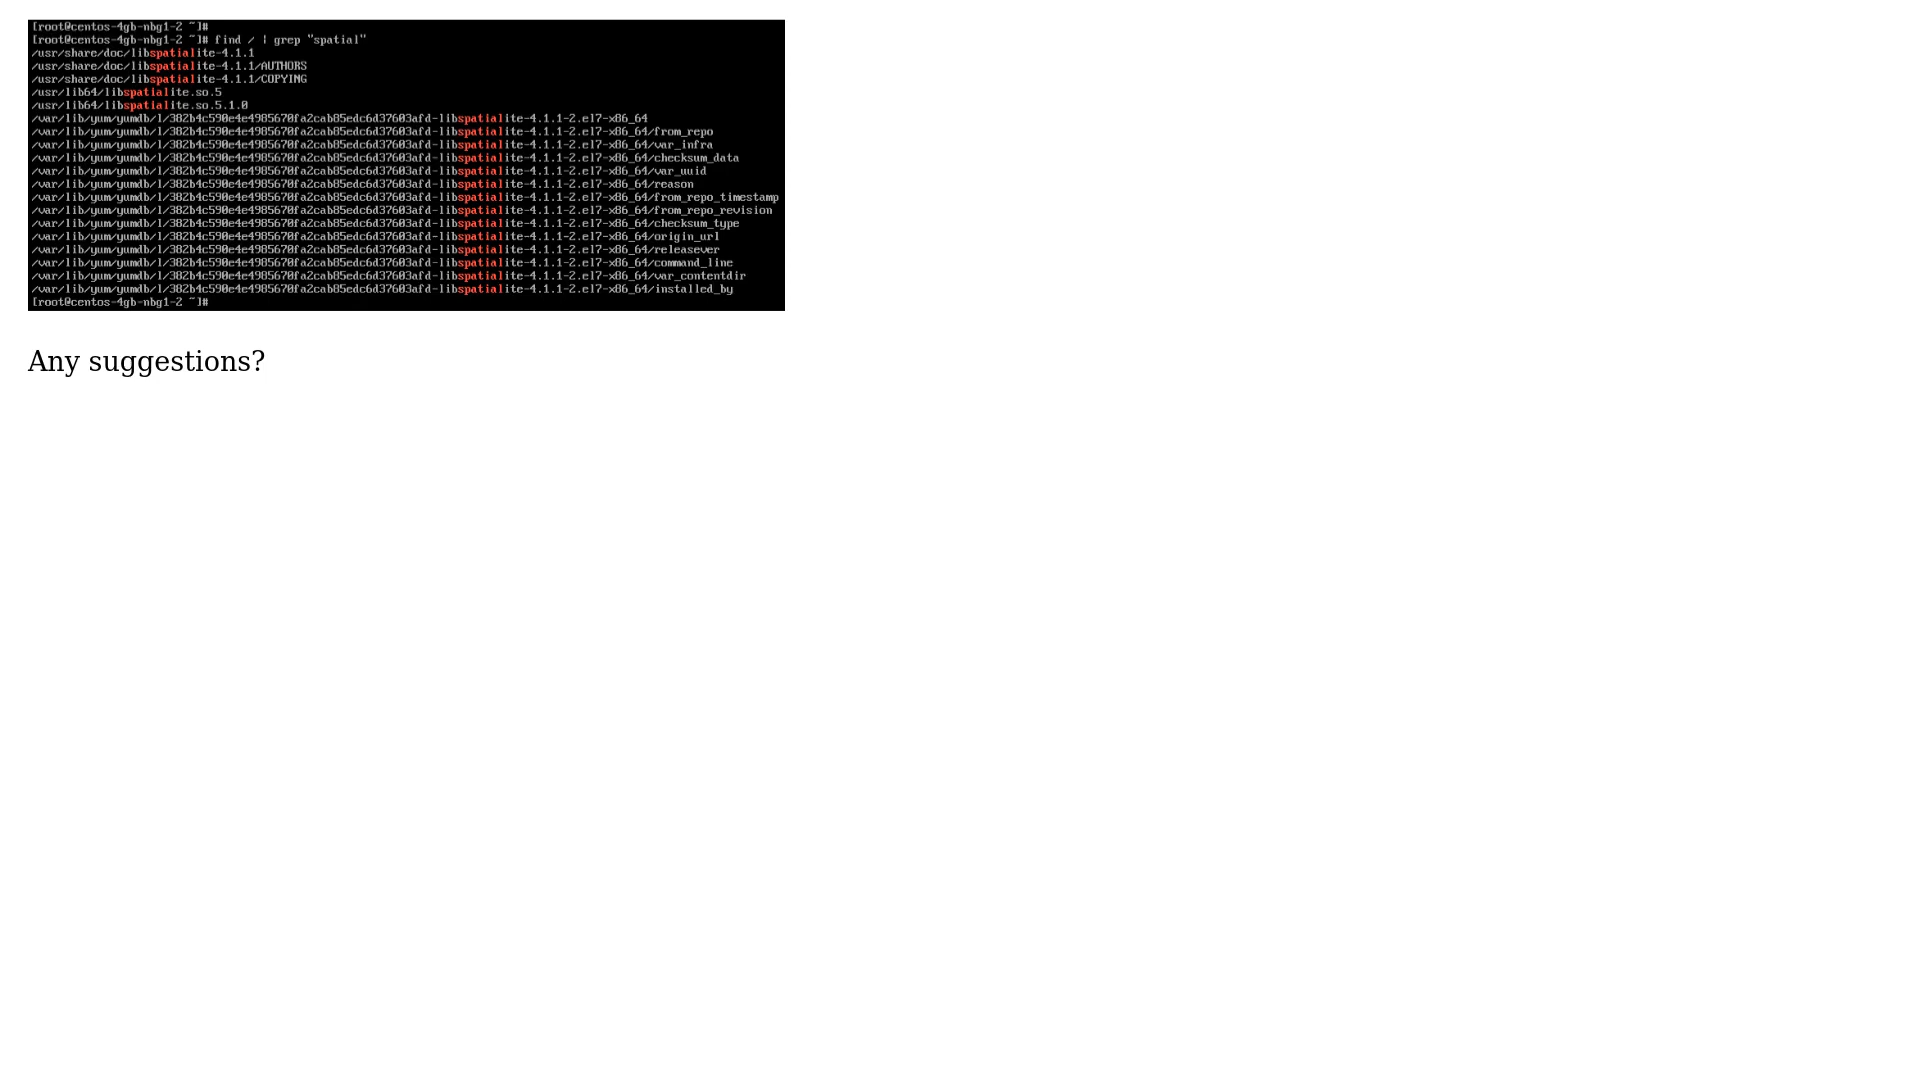 [root@centos-4gb-nbg1-2 ~]#
[root@centos-4gb-nbg1-2 ~]# find / | grep "spatial"
/usr/share/doc/libspatialite-4.1.1
/usr/share/doc/libspatialite-4.1.1/AUTHORS
/usr/share/doc/libspatialite-4.1.1/COPYING
/usr/lib64/libspatialite.so.5
/usr/lib64/libspatialite.so.5.1.0
/var/lib/yum/yumdb/l/382b4c590e4e4985670fa2cab85edc6d37603afd-libspatialite-4.1.1-2.el7-x86_64
/var/lib/yum/yumdb/l/382b4c590e4e4985670fa2cab85edc6d37603afd-libspatialite-4.1.1-2.el7-x86_64/from_repo
/var/lib/yum/yumdb/l/382b4c590e4e4985670fa2cab85edc6d37603afd-libspatialite-4.1.1-2.el7-x86_64/var_infra
/var/lib/yum/yumdb/l/382b4c590e4e4985670fa2cab85edc6d37603afd-libspatialite-4.1.1-2.el7-x86_64/checksum_data
/var/lib/yum/yumdb/l/382b4c590e4e4985670fa2cab85edc6d37603afd-libspatialite-4.1.1-2.el7-x86_64/var_uuid
/var/lib/yum/yumdb/l/382b4c590e4e4985670fa2cab85edc6d37603afd-libspatialite-4.1.1-2.el7-x86_64/reason
/var/lib/yum/yumdb/l/382b4c590e4e4985670fa2cab85edc6d37603afd-libspatialite-4.1.1-2.el7-x86_64/from_repo_timestamp
/var/lib/yum/yumdb/l/382b4c590e4e4985670fa2cab85edc6d37603afd-libspatialite-4.1.1-2.el7-x86_64/from_repo_revision
/var/lib/yum/yumdb/l/382b4c590e4e4985670fa2cab85edc6d37603afd-libspatialite-4.1.1-2.el7-x86_64/checksum_type
/var/lib/yum/yumdb/l/382b4c590e4e4985670fa2cab85edc6d37603afd-libspatialite-4.1.1-2.el7-x86_64/origin_url
/var/lib/yum/yumdb/l/382b4c590e4e4985670fa2cab85edc6d37603afd-libspatialite-4.1.1-2.el7-x86_64/releasever
/var/lib/yum/yumdb/l/382b4c590e4e4985670fa2cab85edc6d37603afd-libspatialite-4.1.1-2.el7-x86_64/command_line
/var/lib/yum/yumdb/l/382b4c590e4e4985670fa2cab85edc6d37603afd-libspatialite-4.1.1-2.el7-x86_64/var_contentdir
/var/lib/yum/yumdb/l/382b4c590e4e4985670fa2cab85edc6d37603afd-libspatialite-4.1.1-2.el7-x86_64/installed_by
[root@centos-4gb-nbg1-2 ~]#
Any suggestions?